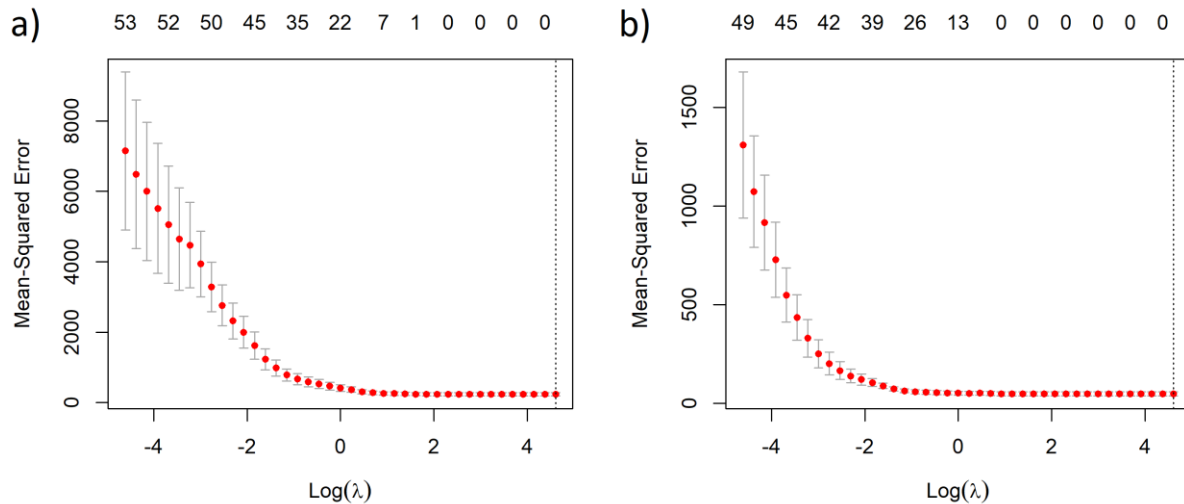 a)
53 52 50 45 35 22 7 1 0 0 0
Mean-Squared Error
8000
6000
4000
2000
0
-4 -2 0 2 4
Log(λ)
b)
49 45 42 39 26 13 0 0 0 0 0 0
Mean-Squared Error
1500
1000
500
0
-4 -2 0 2 4
Log(λ)